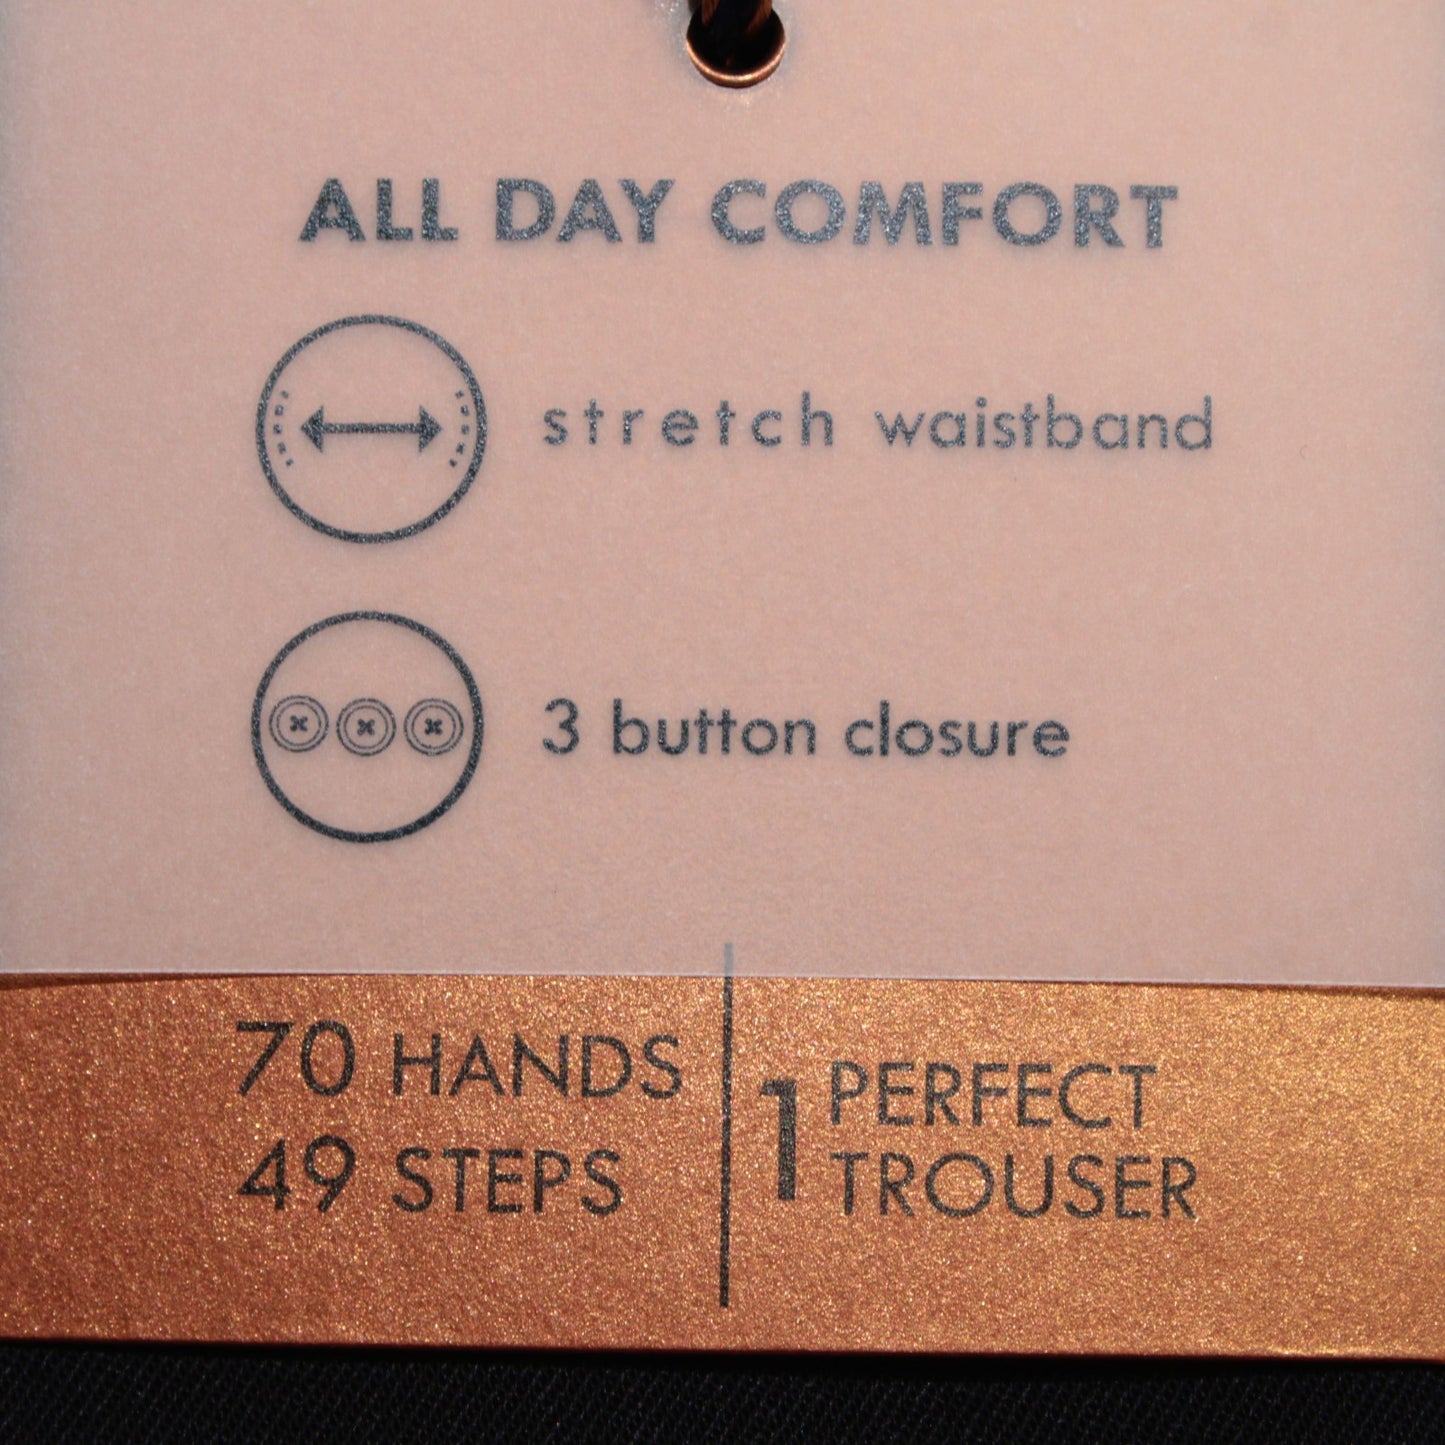 ALL DAY COMFORT
stretch waistband
3 button closure
70 HANDS
49 STEPS
1 PERFECT
TROUSER